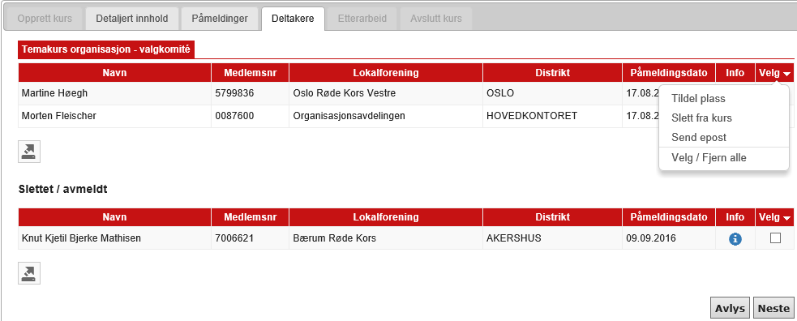 Opprett kurs Detaljert innhold Påmeldinger Deltakere Etterarbeid Avslutt kurs
Temakurs organisasjon - valgkomité
Navn Medlemsnr Lokalforening Distrikt Påmeldingsdato Info Velg
Martine Høegh 5799836 Oslo Røde Kors Vestre OSLO 17.08.2
Morten Fleischer 0087600 Organisasjonsavdelingen HOVEDKONTORET 17.08.2
Tildel plass
Slett fra kurs
Send epost
Velg / Fjern alle
Slettet / avmeldt
Navn Medlemsnr Lokalforening Distrikt Påmeldingsdato Info Velg
Knut Kjetil Bjerke Mathisen 7006621 Bærum Røde Kors AKERSHUS 09.09.2016
Avlys Neste